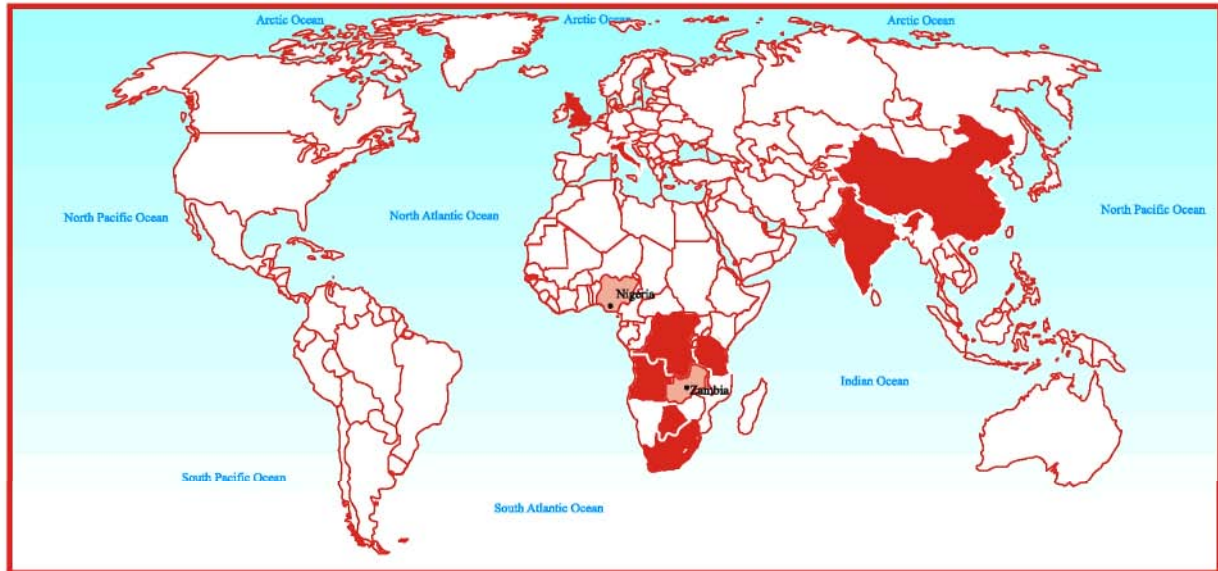 Arctic Ocean
Arctic Ocean
Arctic Ocean
North Pacific Ocean
North Atlantic Ocean
North Pacific Ocean
Nigeria
Indian Ocean
Zambia
South Pacific Ocean
South Atlantic Ocean